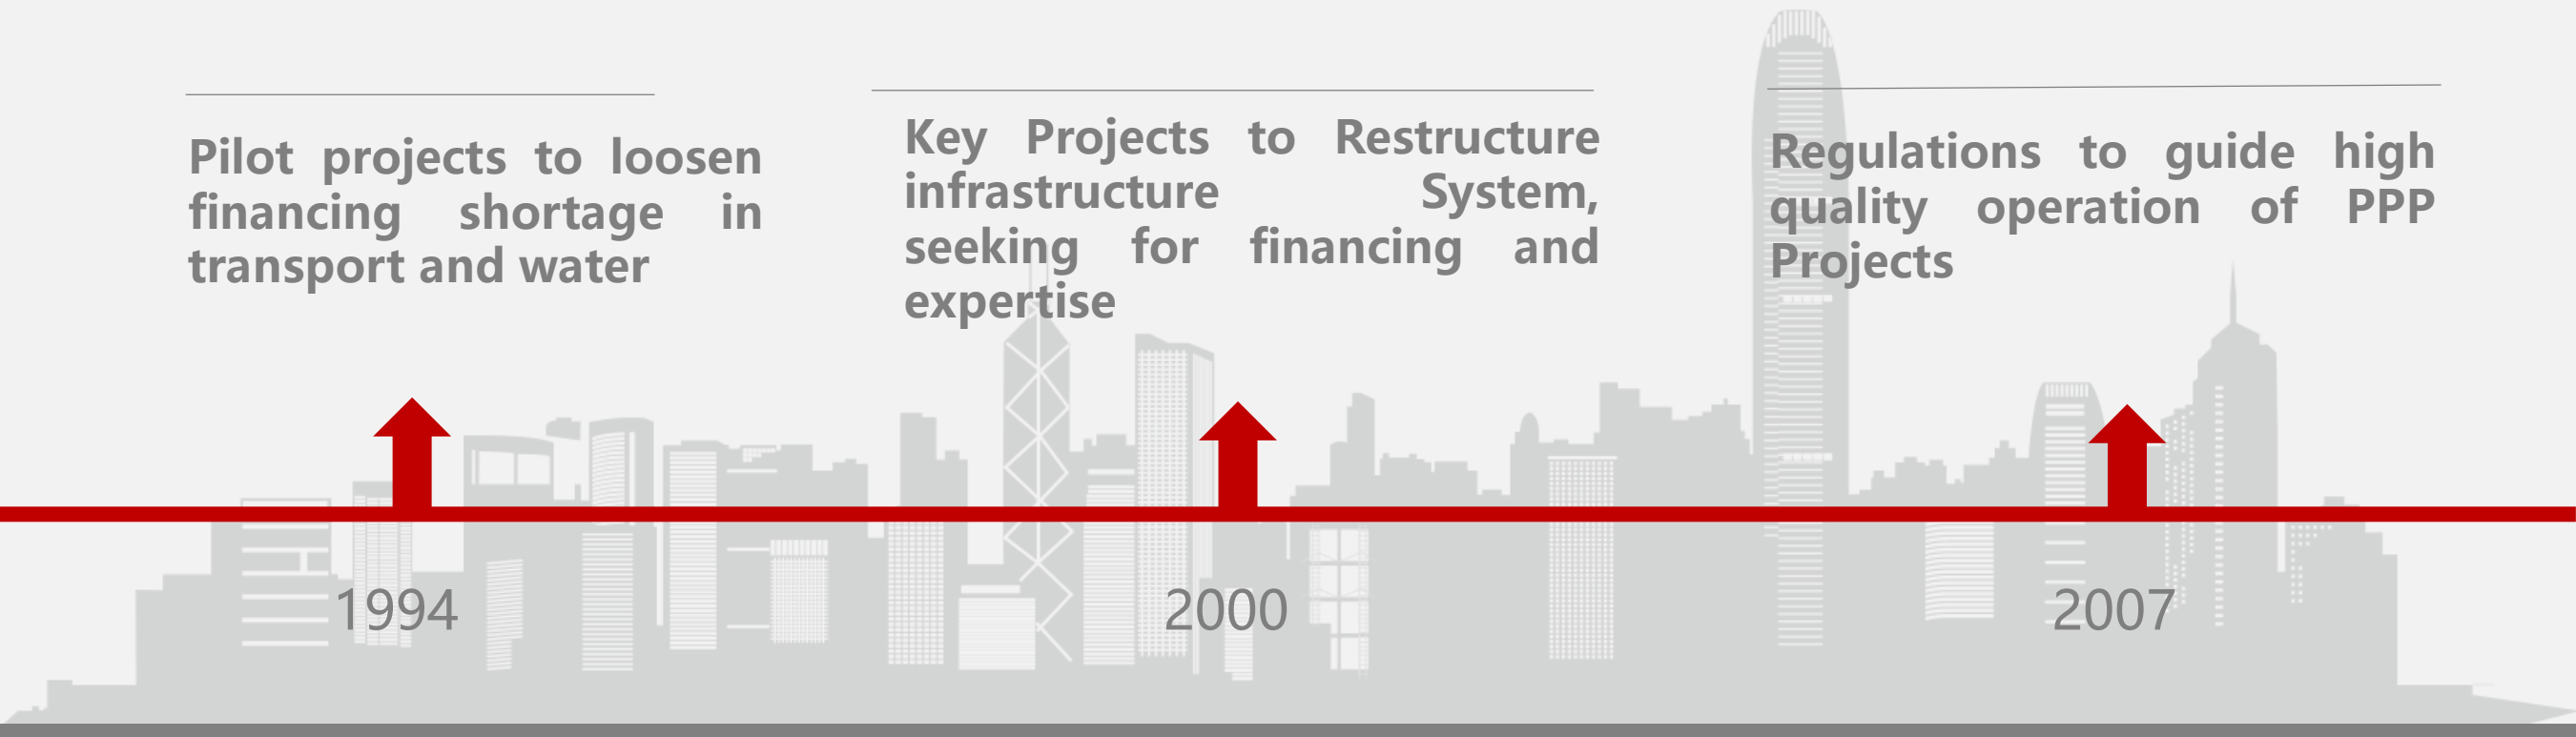 Pilot projects to loosen
financing shortage in
transport and water
Key Projects to Restructure
infrastructure System,
seeking for financing and
expertise
Regulations to guide high
quality operation of PPP
Projects
1994
2000
2007